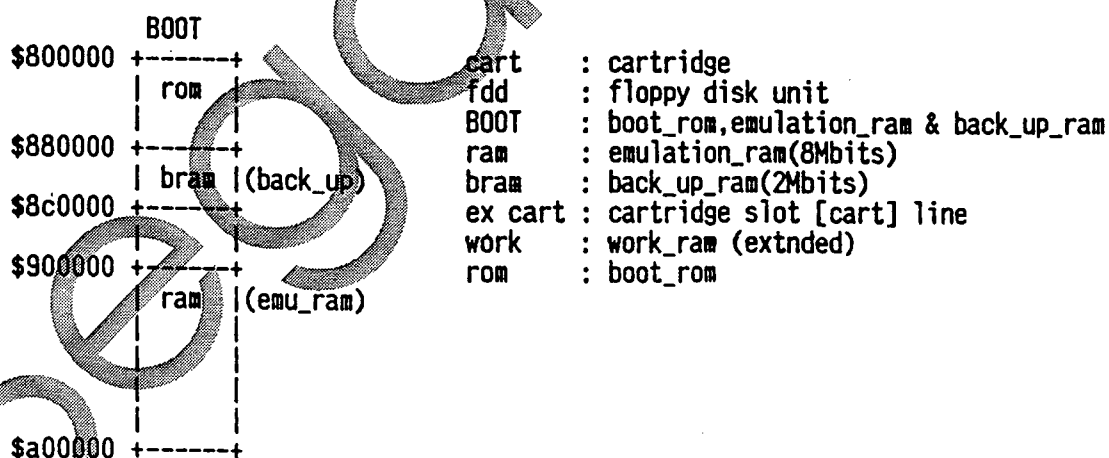 BOOT
$800000 +------+ cart : cartridge
| rom | fdd : floppy disk unit
BOOT : boot_rom,emulation_ram & back_up_ram
$880000 +------+ ram : emulation_ram(8Mbits)
| bram |(back_up) bram : back_up_ram(2Mbits)
$8c0000 +------+ ex cart : cartridge slot [cart] line
| | work : work_ram (extnded)
$900000 +------+ rom : boot_rom
| ram |(emu_ram)
$a00000 +------+